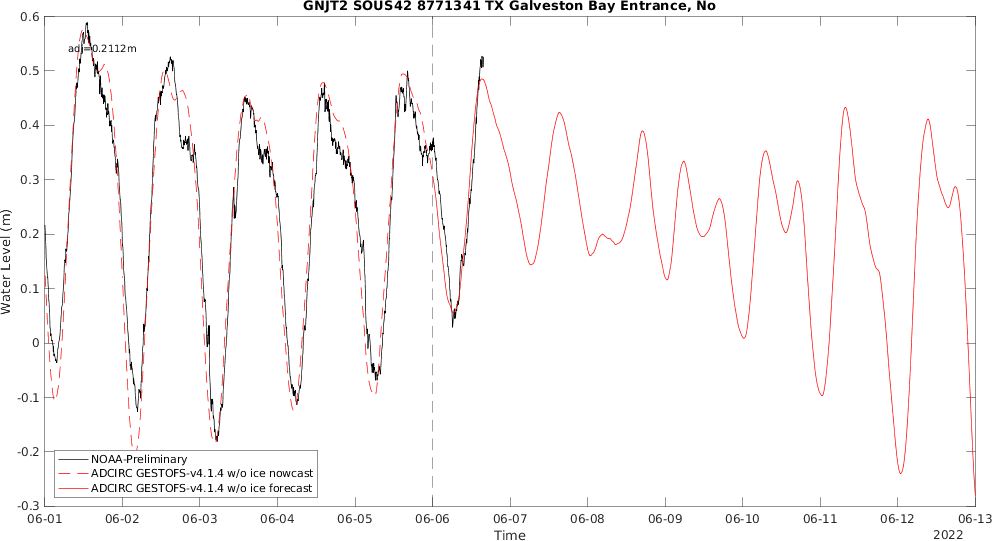 GNJT2 SOUS42 8771341 TX Galveston Bay Entrance, No
adj=0.2112m
0.6
0.5
0.4
0.3
0.2
0.1
0
-0.1
-0.2
-0.3
Water Level (m)
NOAA-Preliminary
ADCIRC GESTOFS-v4.1.4 w/o ice nowcast
ADCIRC GESTOFS-v4.1.4 w/o ice forecast
06-01 06-02 06-03 06-04 06-05 06-06 06-07 06-08 06-09 06-10 06-11 06-12 06-13
Time
2022